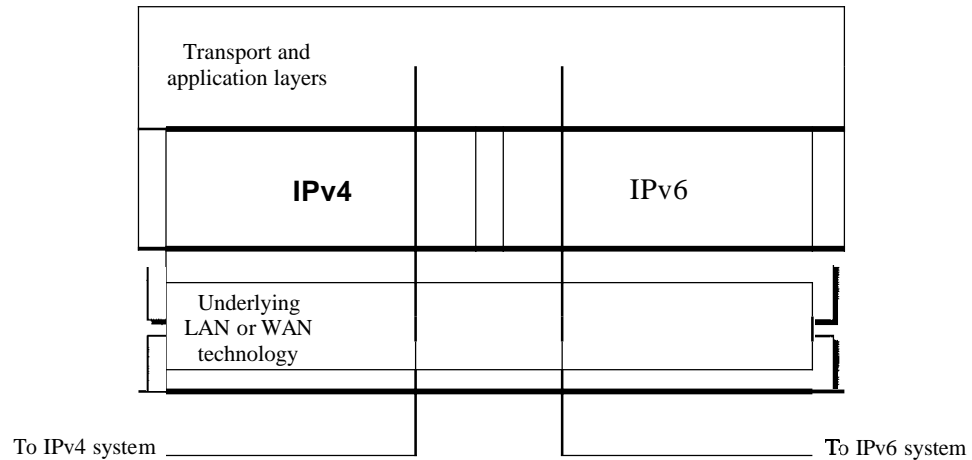 Transport and
application layers
IPv4
IPv6
Underlying
LAN or WAN
technology
To IPv4 system
To IPv6 system